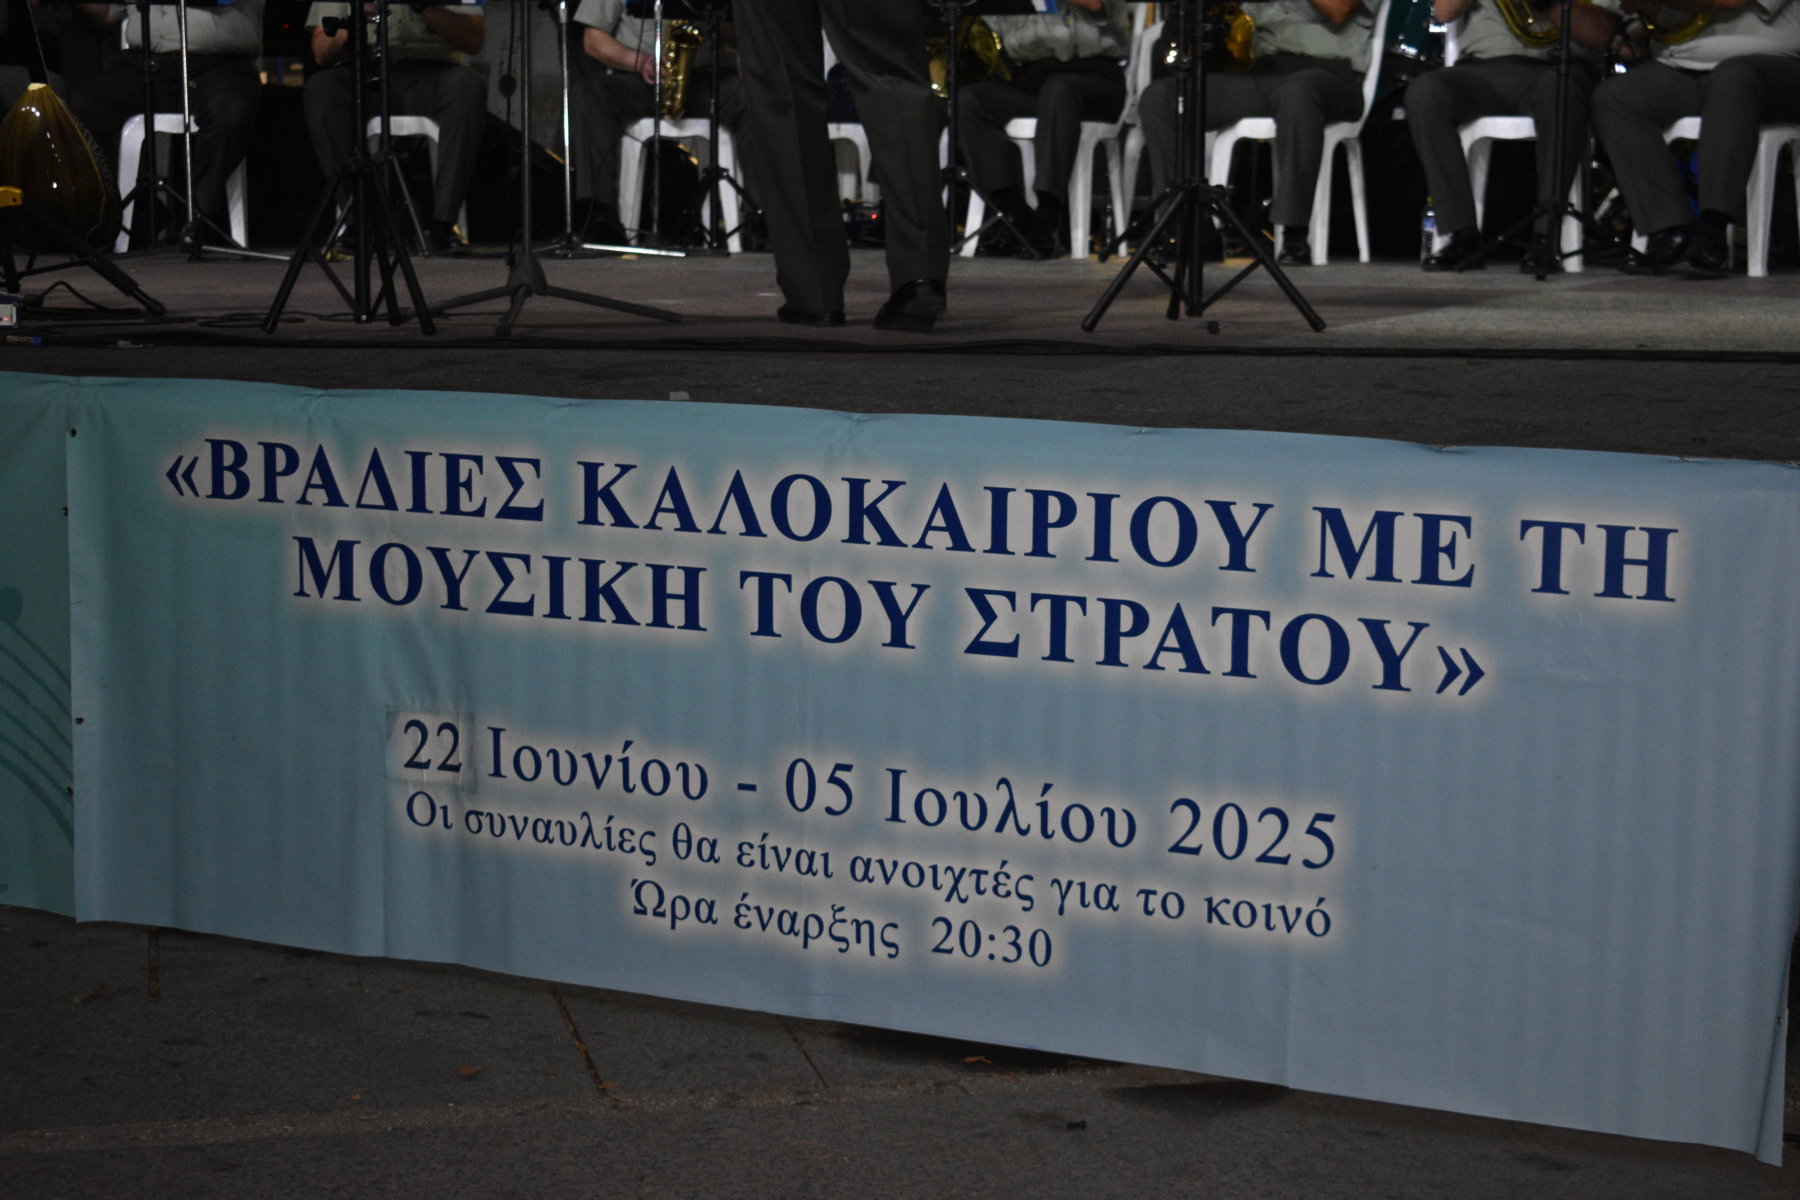 «ΒΡΑΔΙΕΣ ΚΑΛΟΚΑΙΡΙΟΥ ΜΕ ΤΗ
ΜΟΥΣΙΚΗ ΤΟΥ ΣΤΡΑΤΟΥ»
22 Ιουνίου - 05 Ιουλίου 2025
Οι συναυλίες θα είναι ανοιχτές για το κοινό
Ώρα έναρξης 20:30